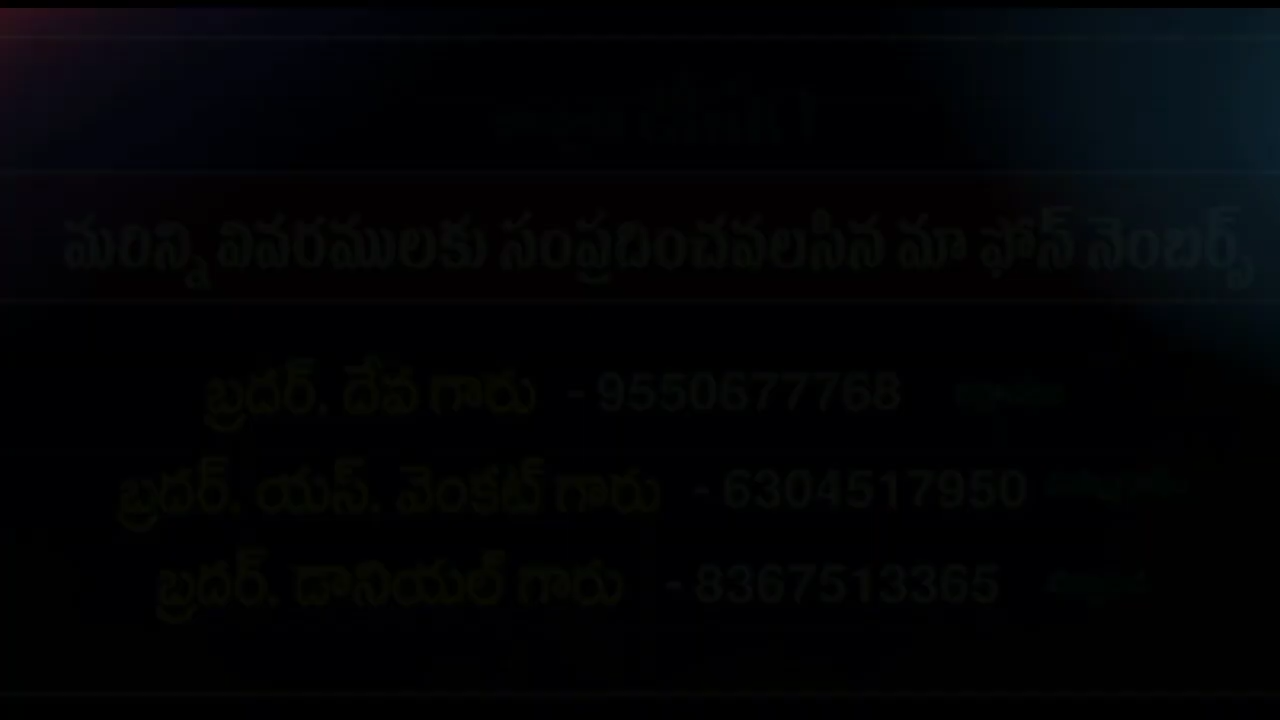 మరిన్ని వివరములకు సంప్రదించవలసిన మా ఫోన్ నెంబర్స్
బ్రదర్. దేవ గారు - 9550677768
బ్రదర్. యస్. వెంకట్ గారు - 6304517950
బ్రదర్. డానియల్ గారు - 8367513365